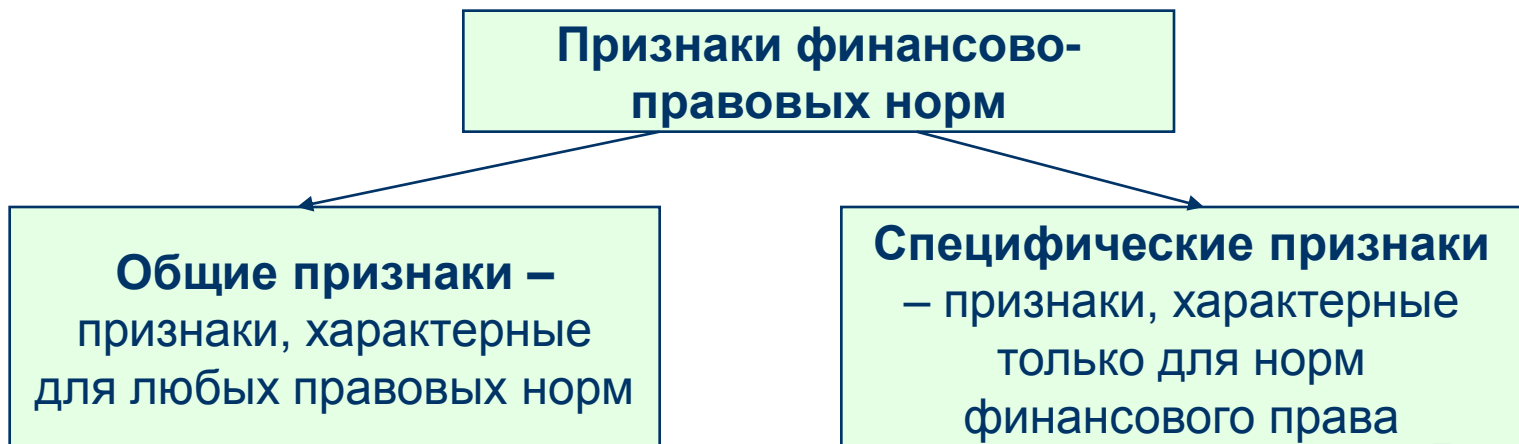 Признаки финансово-
правовых норм
Общие признаки –
признаки, характерные
для любых правовых норм
Специфические признаки
– признаки, характерные
только для норм
финансового права